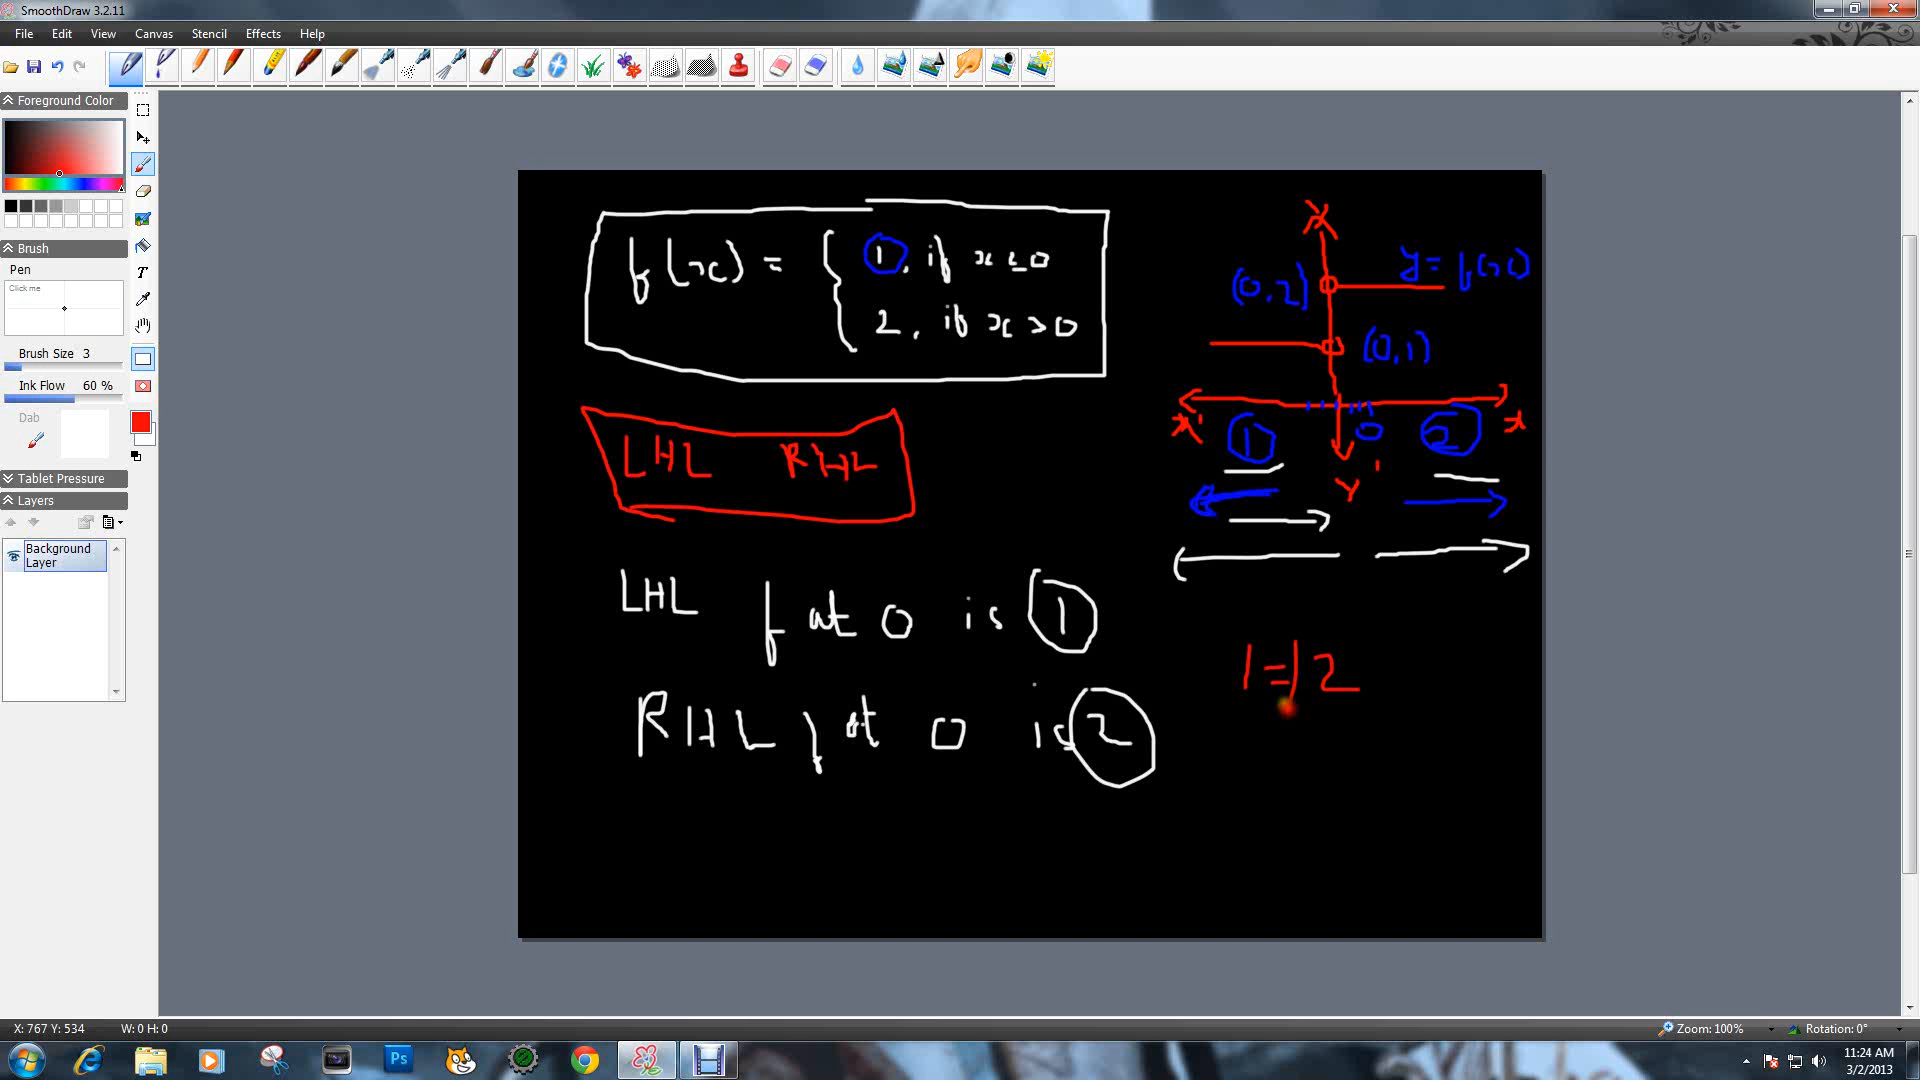 SmoothDraw 3.2.11
File Edit View Canvas Stencil Effects Help
Foreground Color
Brush
Pen
Click me
Brush Size 3
Ink Flow 60 %
Dab
Tablet Pressure
Layers
Background Layer
f(x) = { 1, if x ≤ 0
2, if x > 0
LHL RHL
LHL f at 0 is 1
RHL f at 0 is 2
y = f(x)
(0,2)
(0,1)
x' 1 0 2 x
Y'
1 ≠ 2
X: 767 Y: 534 W: 0 H: 0
Zoom: 100% Rotation: 0°
Ps
11:24 AM
3/2/2013